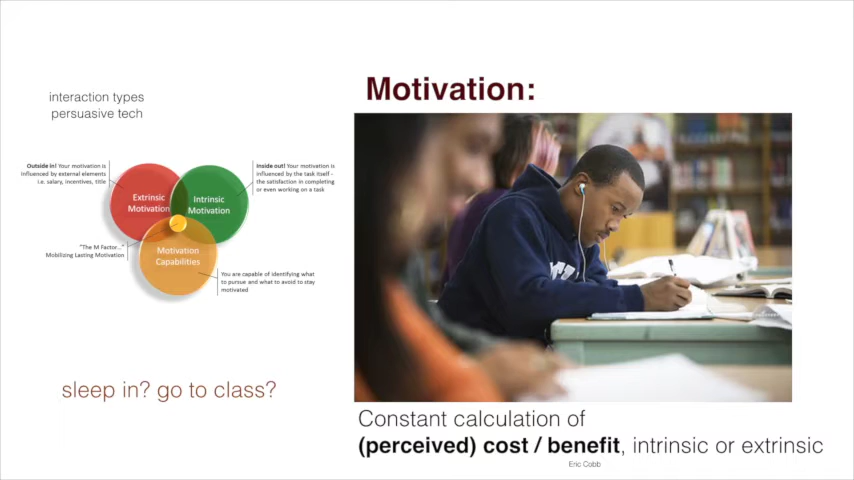 interaction types
persuasive tech
Motivation:
Outside in! Your motivation is
influenced by external elements
i.e. salary, incentives, title
Inside out! Your motivation is
influenced by the task itself -
the satisfaction in completing
or even working on a task
Extrinsic
Motivation
Intrinsic
Motivation
"The M Factor..."
Mobilizing Lasting Motivation
Motivation
Capabilities
You are capable of identifying what
to pursue and what to avoid to stay
motivated
sleep in? go to class?
Constant calculation of
(perceived) cost / benefit, intrinsic or extrinsic
Eric Cobb